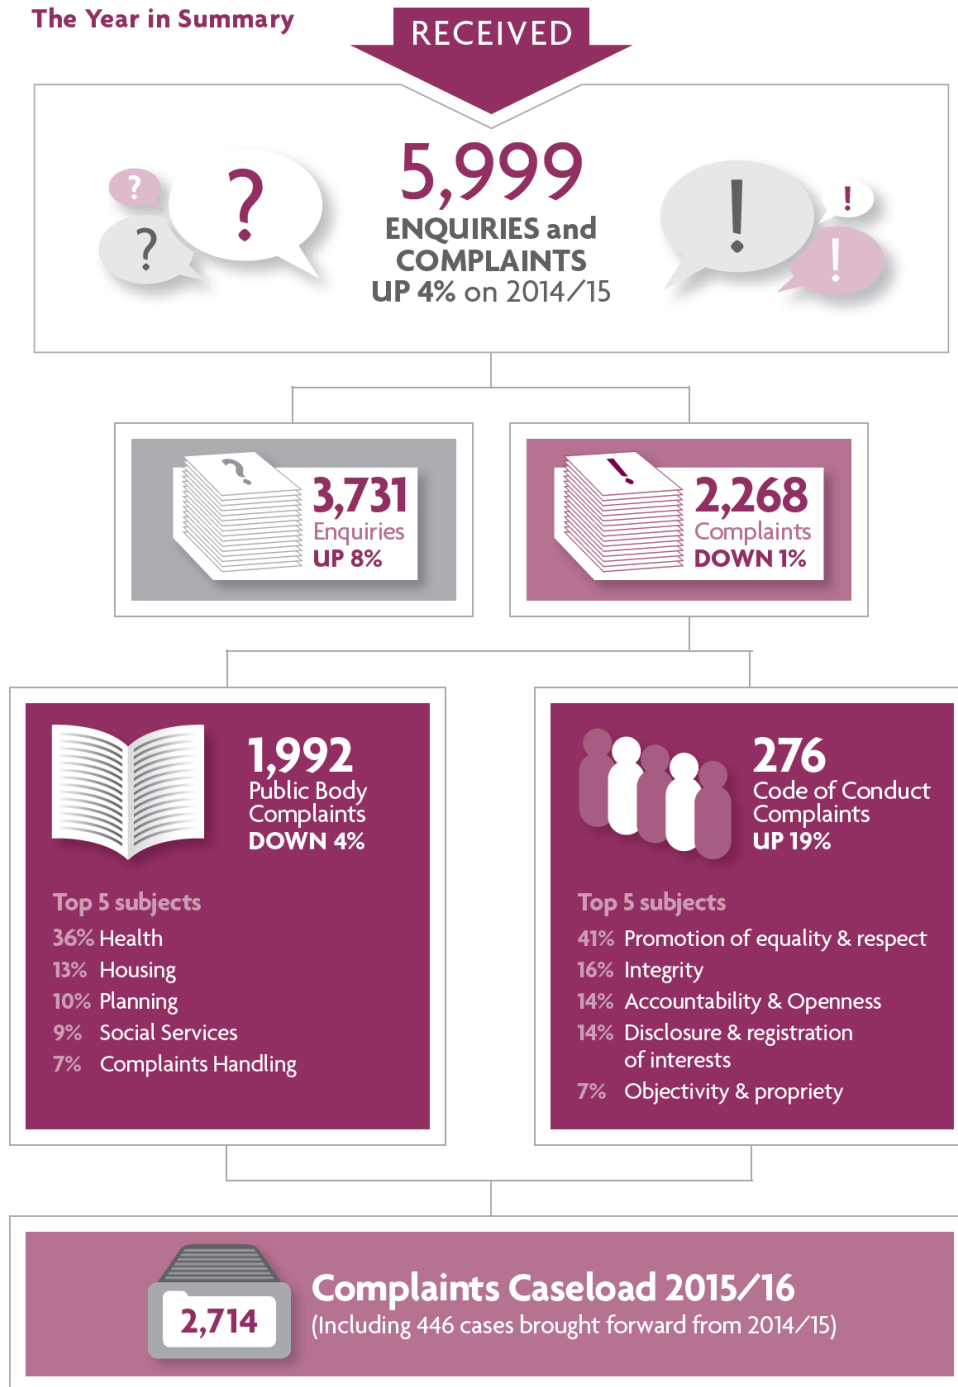 The Year in Summary
RECEIVED
?
?
?
5,999
ENQUIRIES and
COMPLAINTS
UP 4% on 2014/15
!
!
!
?
3,731
Enquiries
UP 8%
!
2,268
Complaints
DOWN 1%
1,992
Public Body
Complaints
DOWN 4%
Top 5 subjects
36% Health
13% Housing
10% Planning
9% Social Services
7% Complaints Handling
276
Code of Conduct
Complaints
UP 19%
Top 5 subjects
41% Promotion of equality & respect
16% Integrity
14% Accountability & Openness
14% Disclosure & registration
of interests
7% Objectivity & propriety
2,714
Complaints Caseload 2015/16
(Including 446 cases brought forward from 2014/15)